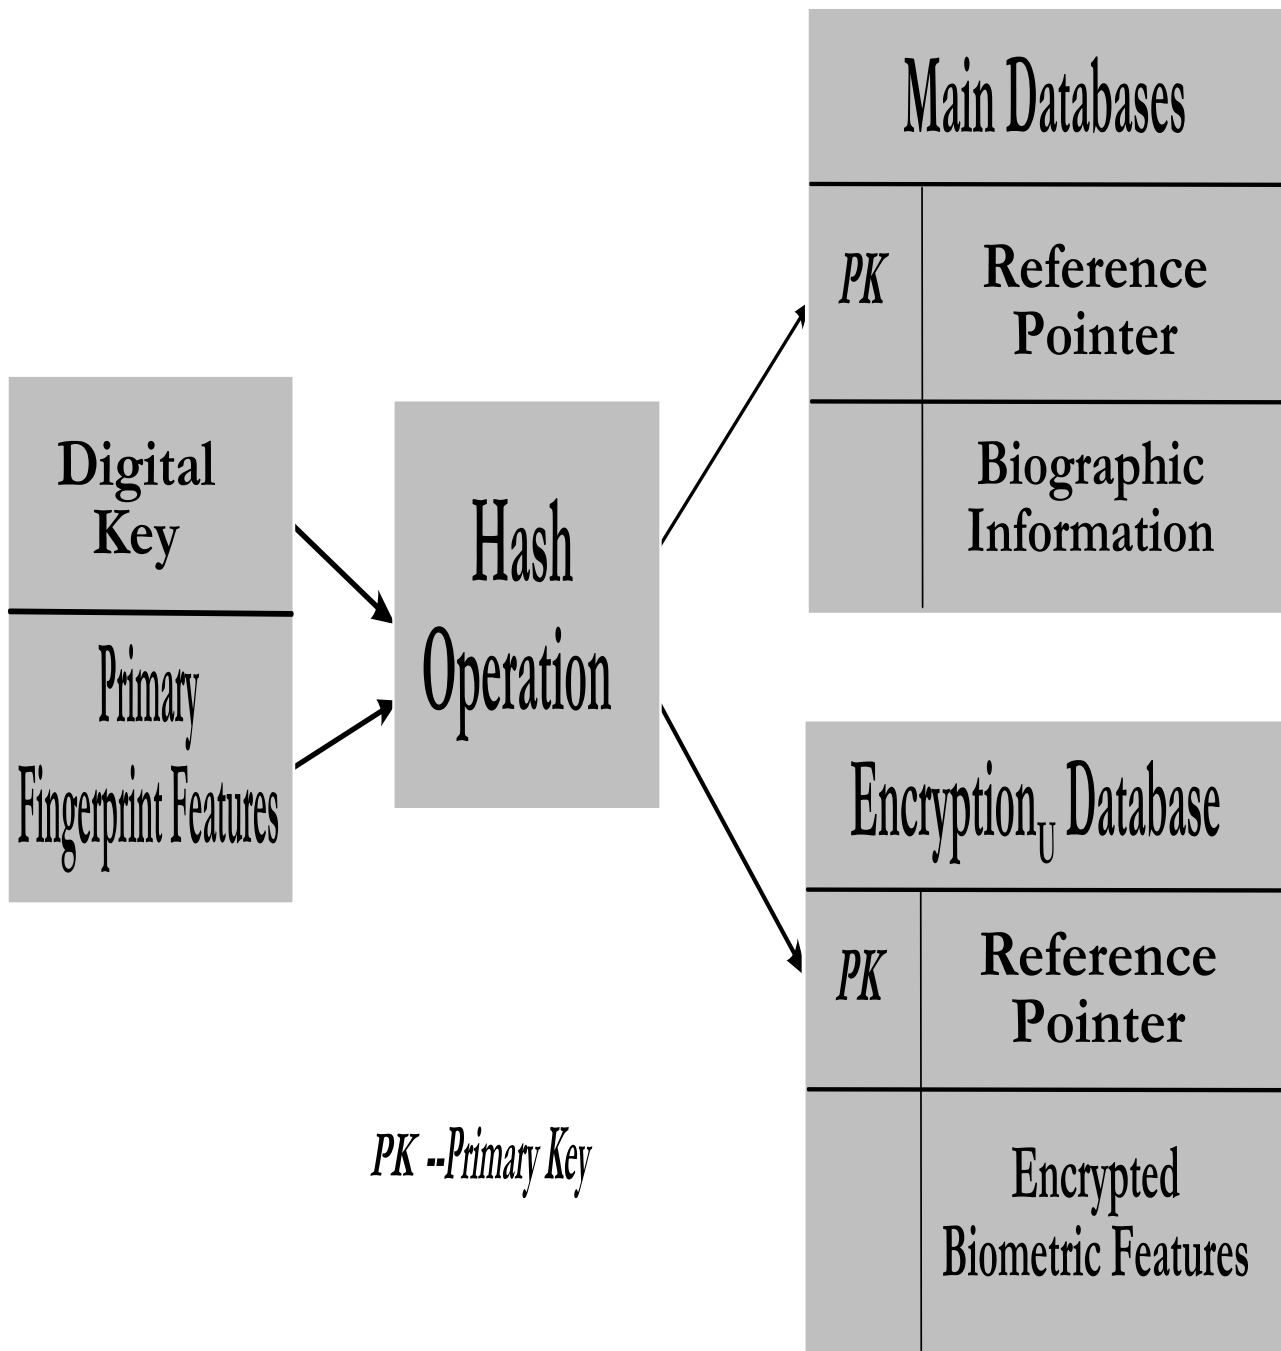 Digital
Key
Primary
Fingerprint Features
Hash
Operation
Main Databases
PK
Reference
Pointer
Biographic
Information
Encryption_U Database
PK
Reference
Pointer
Encrypted
Biometric Features
PK --Primary Key